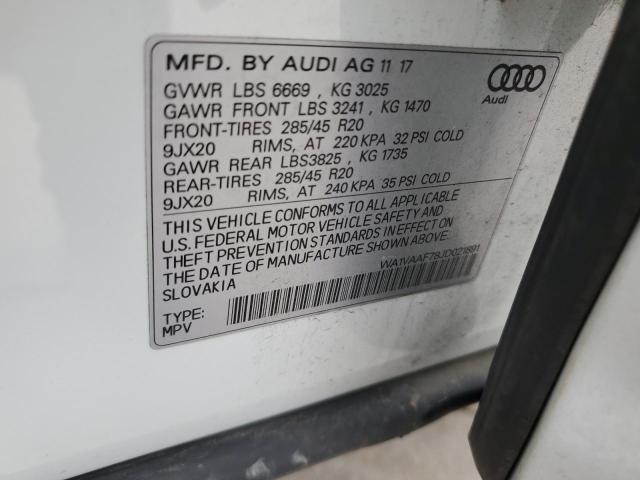 MFD. BY AUDI AG 11 17
GVWR LBS 6669 , KG 3025
GAWR FRONT LBS 3241 , KG 1470
FRONT-TIRES 285/45 R20
9JX20 RIMS, AT 220 KPA 32 PSI COLD
GAWR REAR LBS3825 , KG 1735
REAR-TIRES 285/45 R20
9JX20 RIMS, AT 240 KPA 35 PSI COLD
THIS VEHICLE CONFORMS TO ALL APPLICABLE
U.S. FEDERAL MOTOR VEHICLE SAFETY AND
THEFT PREVENTION STANDARDS IN EFFECT ON
THE DATE OF MANUFACTURE SHOWN ABOVE.
SLOVAKIA
WA1VAAF78JD021891
TYPE:
MPV
Audi